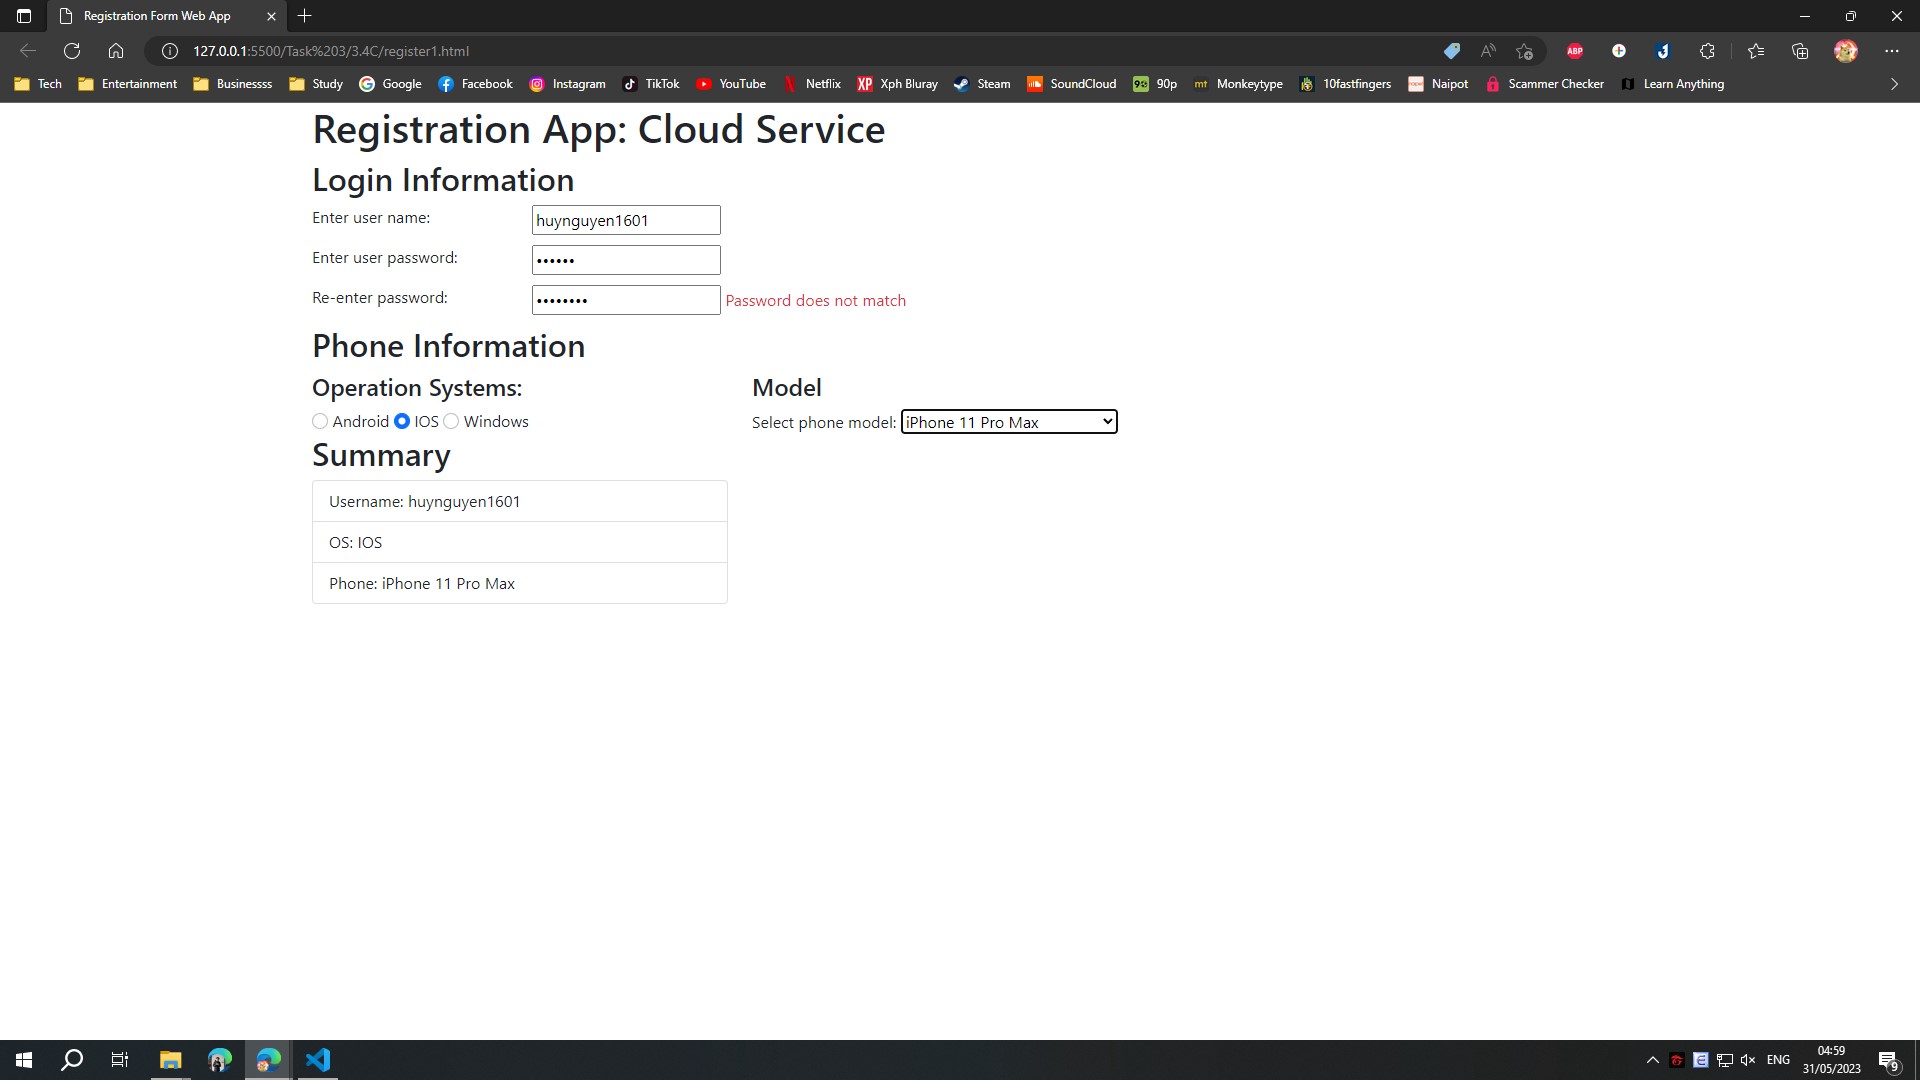 Registration Form Web App
127.0.0.1:5500/Task%203/3.4C/register1.html
ABP
Tech Entertainment Businessss Study Google Facebook Instagram TikTok YouTube Netflix XP Xph Bluray Steam SoundCloud 90p mt Monkeytype 10fastfingers Naipot Scammer Checker Learn Anything
Registration App: Cloud Service
Login Information
Enter user name: huynguyen1601
Enter user password: ••••••
Re-enter password: •••••••• Password does not match
Phone Information
Operation Systems: Model
Android IOS Windows Select phone model: iPhone 11 Pro Max
Summary
Username: huynguyen1601
OS: IOS
Phone: iPhone 11 Pro Max
ENG 04:59
31/05/2023
9